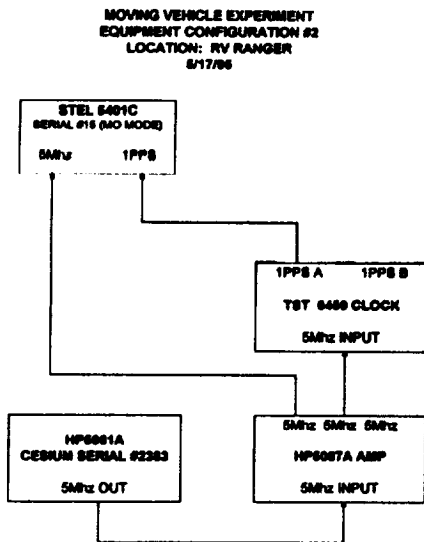 MOVING VEHICLE EXPERIMENT
EQUIPMENT CONFIGURATION #2
LOCATION: RV RANGER
5/17/95
STEL 5401C
SERIAL #15 (MO MODE)
5Mhz 1PPS
1PPS A 1PPS B
TST 6459 CLOCK
5Mhz INPUT
5Mhz 5Mhz 5Mhz
HP5087A AMP
5Mhz INPUT
HP5061A
CESIUM SERIAL #2383
5Mhz OUT